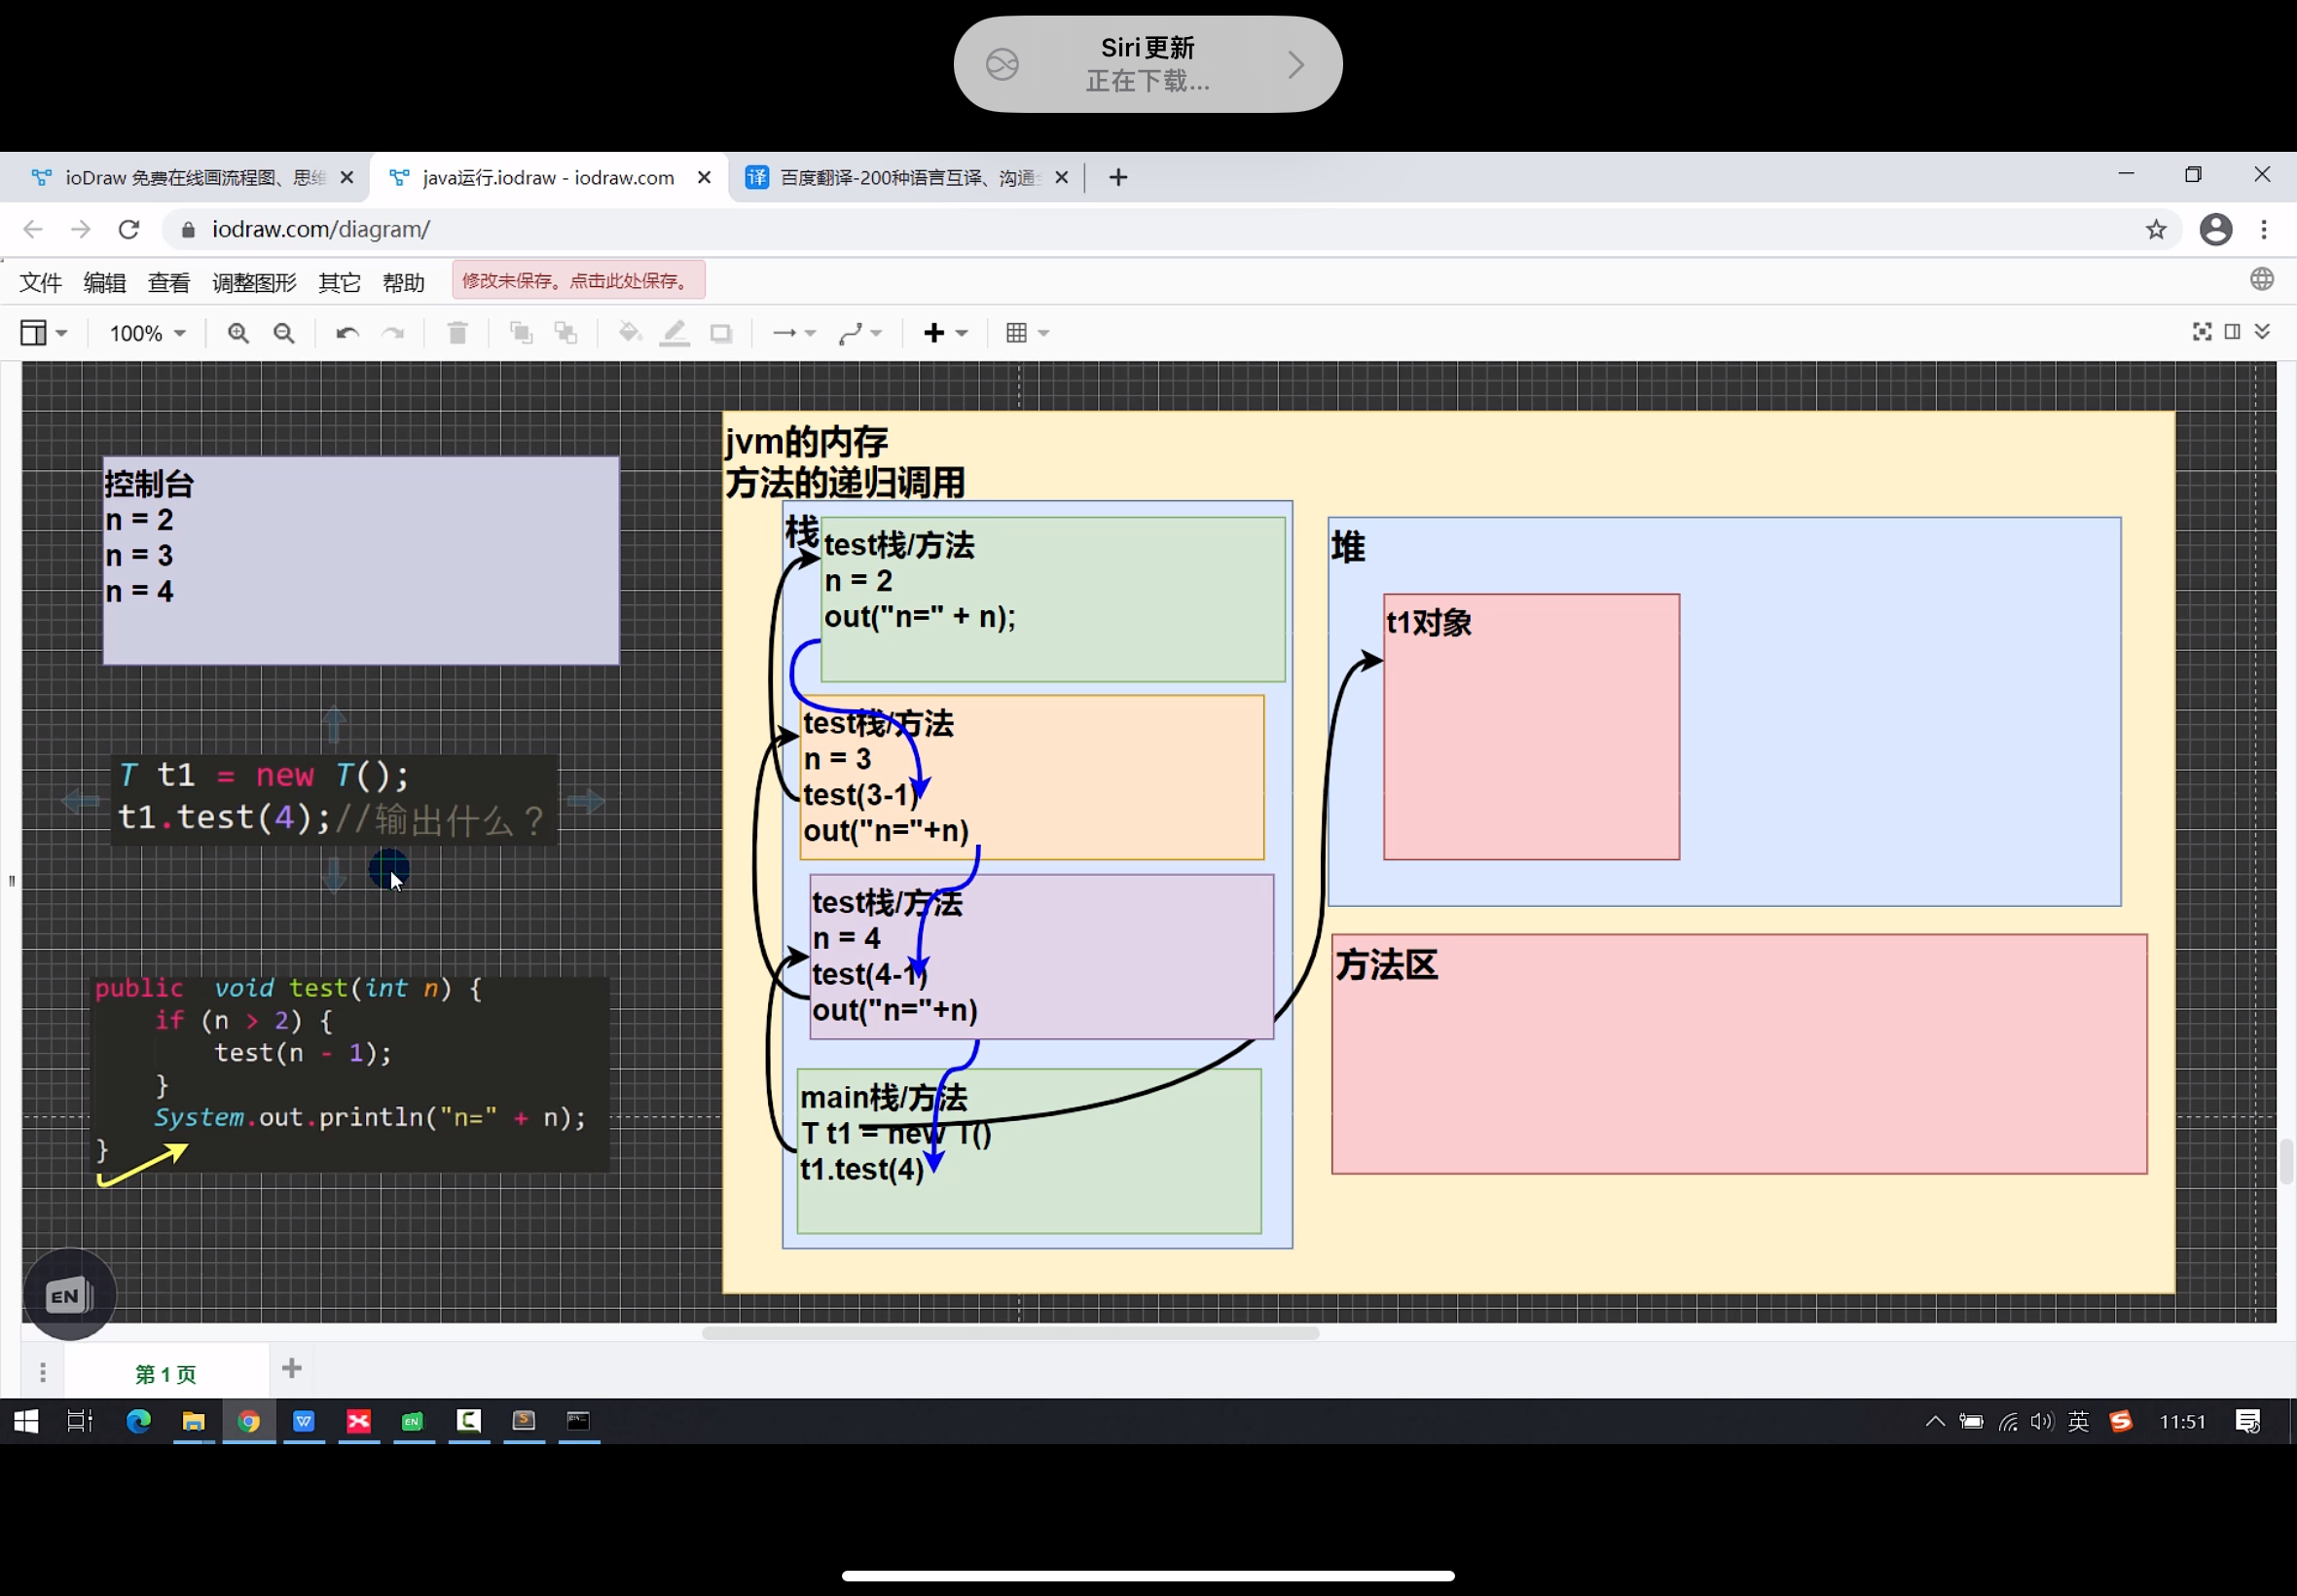 Siri更新
正在下载...
ioDraw 免费在线画流程图、思维
java运行.iodraw - iodraw.com
译 百度翻译-200种语言互译、沟通
iodraw.com/diagram/
文件 编辑 查看 调整图形 其它 帮助 修改未保存。点击此处保存。
100%
控制台
n = 2
n = 3
n = 4
T t1 = new T();
t1.test(4);//输出什么?
public void test(int n) {
if (n > 2) {
test(n - 1);
}
System.out.println("n=" + n);
}
jvm的内存
方法的递归调用
栈
test栈/方法
n = 2
out("n=" + n);
test栈/方法
n = 3
test(3-1)
out("n="+n)
test栈/方法
n = 4
test(4-1)
out("n="+n)
main栈/方法
T t1 = new T()
t1.test(4)
堆
t1对象
方法区
EN
第 1 页
EN
英
11:51